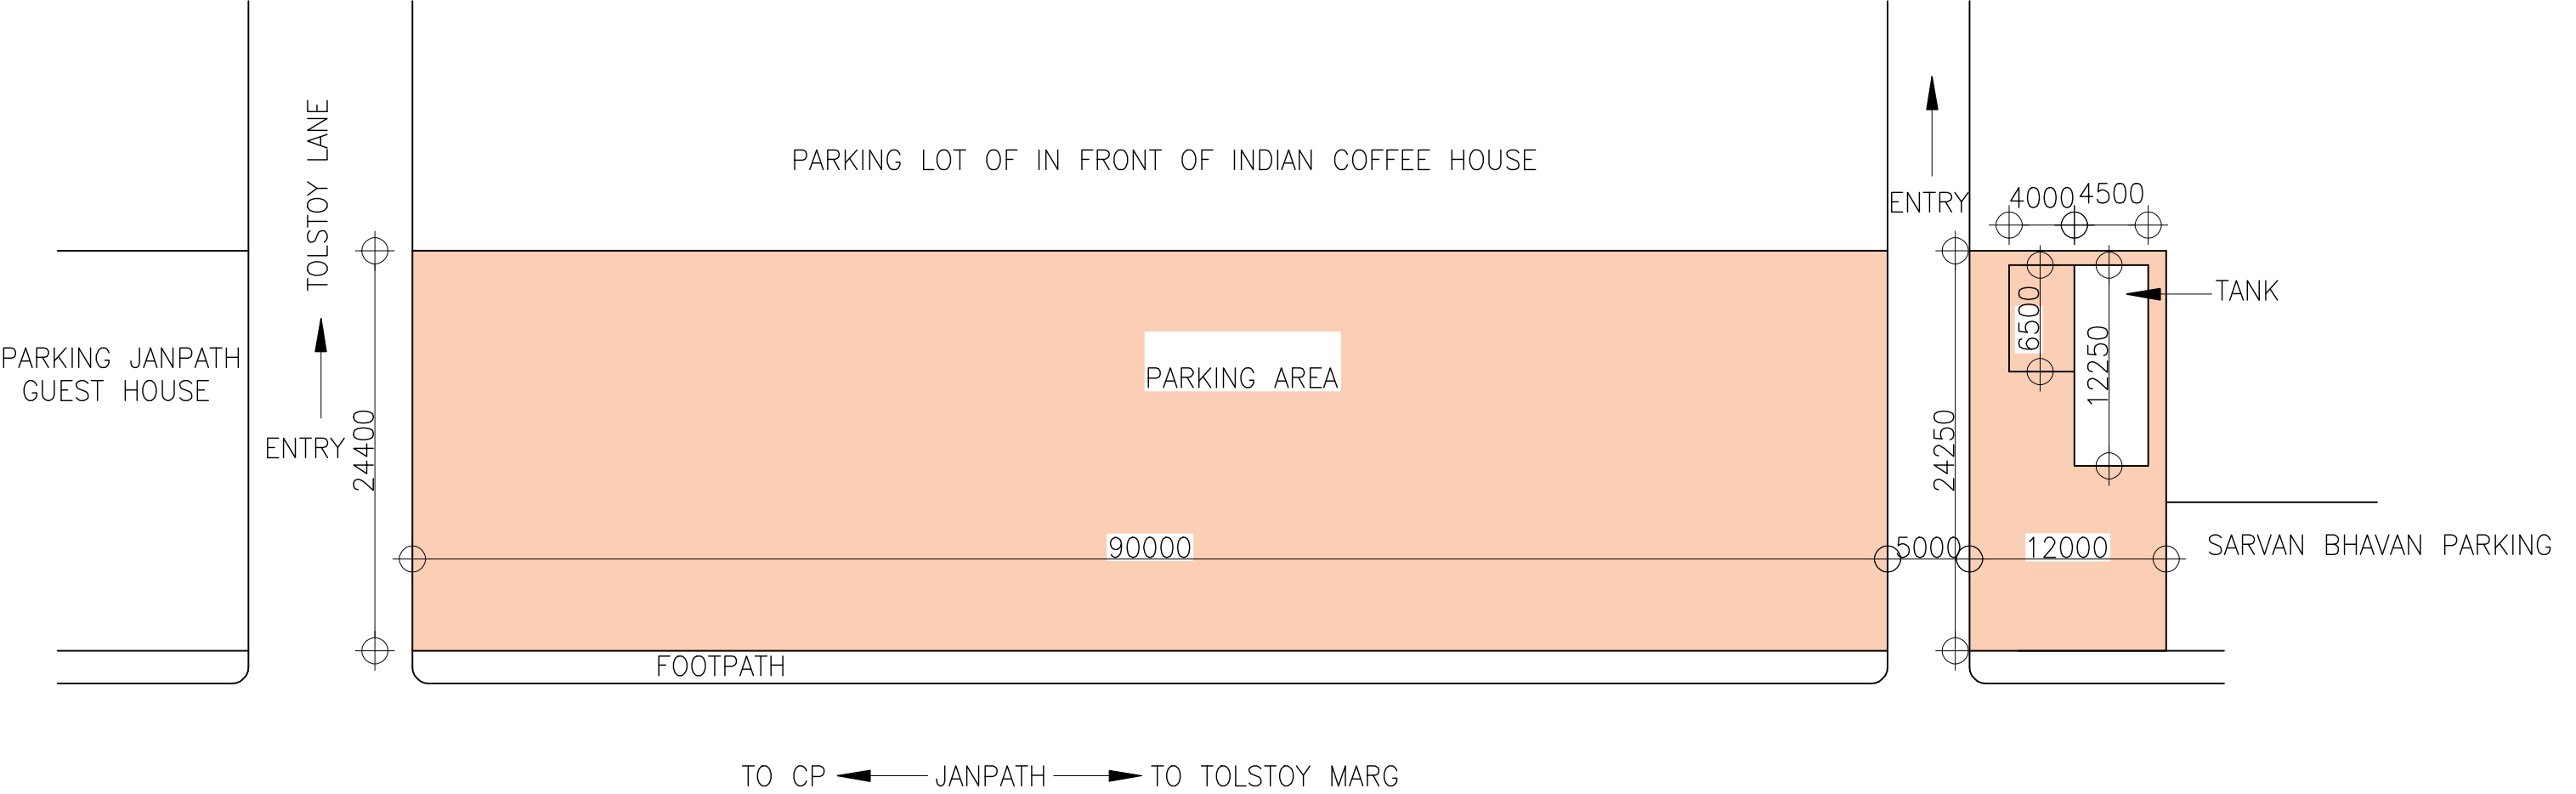 TOLSTOY LANE
PARKING LOT OF IN FRONT OF INDIAN COFFEE HOUSE
ENTRY
4000
4500
TANK
6500
12250
PARKING JANPATH
GUEST HOUSE
PARKING AREA
ENTRY
24400
24250
90000
5000
12000
SARVAN BHAVAN PARKING
FOOTPATH
TO CP
JANPATH
TO TOLSTOY MARG